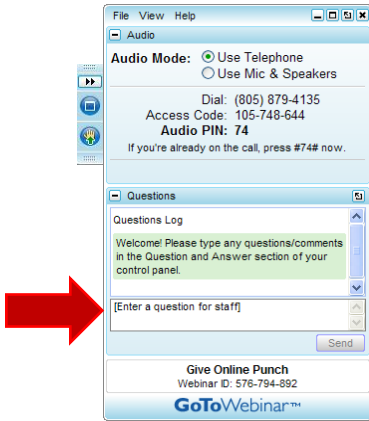 File View Help
Audio
Audio Mode: Use Telephone
Use Mic & Speakers
Dial: (805) 879-4135
Access Code: 105-748-644
Audio PIN: 74
If you're already on the call, press #74# now.
Questions
Questions Log
Welcome! Please type any questions/comments
in the Question and Answer section of your
control panel.
[Enter a question for staff]
Send
Give Online Punch
Webinar ID: 576-794-892
GoToWebinar™